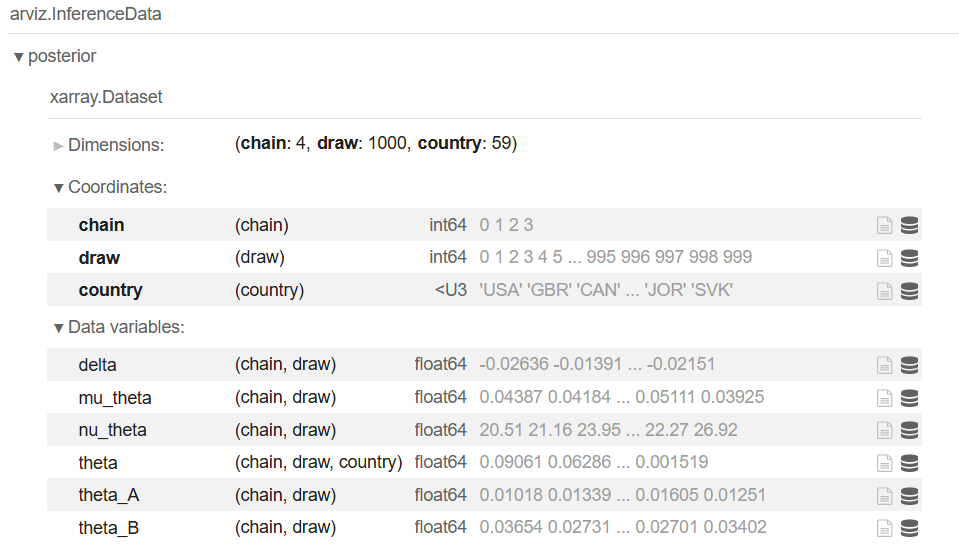 arviz.InferenceData
▼ posterior
xarray.Dataset
► Dimensions: (chain: 4, draw: 1000, country: 59)
▼ Coordinates:
chain (chain) int64 0 1 2 3
draw (draw) int64 0 1 2 3 4 5 ... 995 996 997 998 999
country (country) <U3 'USA' 'GBR' 'CAN' ... 'JOR' 'SVK'
▼ Data variables:
delta (chain, draw) float64 -0.02636 -0.01391 ... -0.02151
mu_theta (chain, draw) float64 0.04387 0.04184 ... 0.05111 0.03925
nu_theta (chain, draw) float64 20.51 21.16 23.95 ... 22.27 26.92
theta (chain, draw, country) float64 0.09061 0.06286 ... 0.001519
theta_A (chain, draw) float64 0.01018 0.01339 ... 0.01605 0.01251
theta_B (chain, draw) float64 0.03654 0.02731 ... 0.02701 0.03402